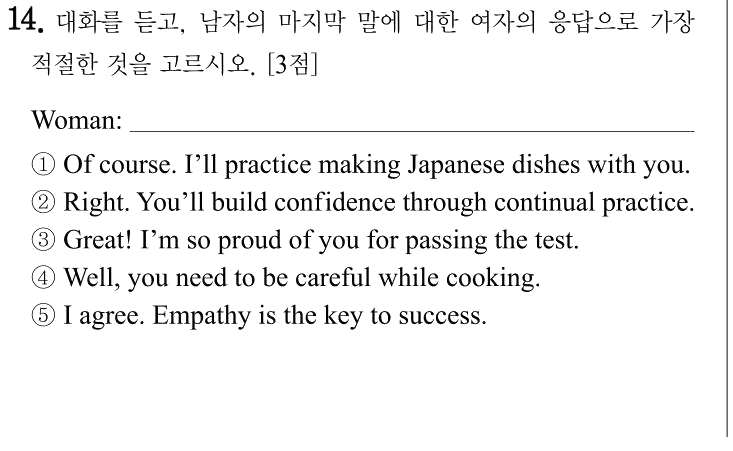 14. 대화를 듣고, 남자의 마지막 말에 대한 여자의 응답으로 가장
적절한 것을 고르시오. [3점]
Woman:
① Of course. I’ll practice making Japanese dishes with you.
② Right. You’ll build confidence through continual practice.
③ Great! I’m so proud of you for passing the test.
④ Well, you need to be careful while cooking.
⑤ I agree. Empathy is the key to success.